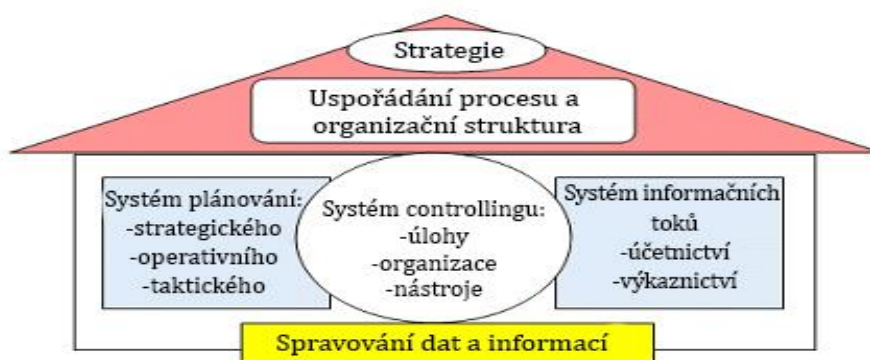 Strategie
Uspořádání procesu a
organizační struktura
Systém plánování:
-strategického
-operativního
-taktického
Systém controllingu:
-úlohy
-organizace
-nástroje
Systém informačních
toků
-účetnictví
-výkaznictví
Spravování dat a informací